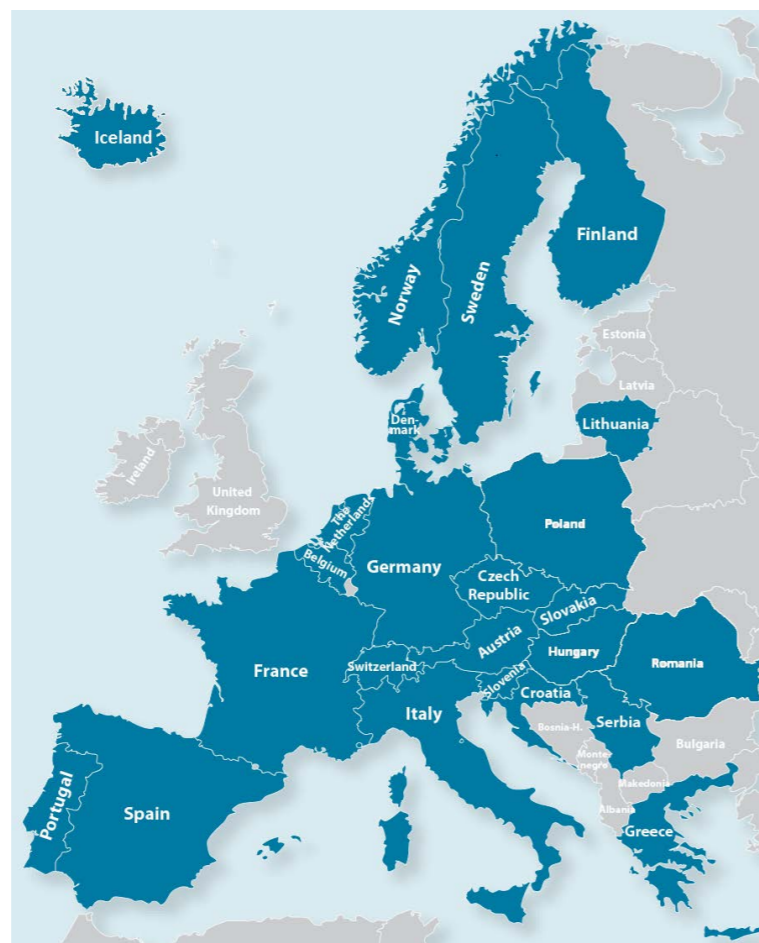 Iceland
Finland
Norway
Sweden
Estonia
Latvia
Lithuania
Den-
mark
Ireland
United
Kingdom
The
Netherlands
Belgium
Germany
Poland
Czech
Republic
Slovakia
Austria
Hungary
Romania
France
Switzerland
Slovenia
Croatia
Italy
Bosnia-H.
Serbia
Monte-
negro
Bulgaria
Makedonia
Albania
Greece
Portugal
Spain